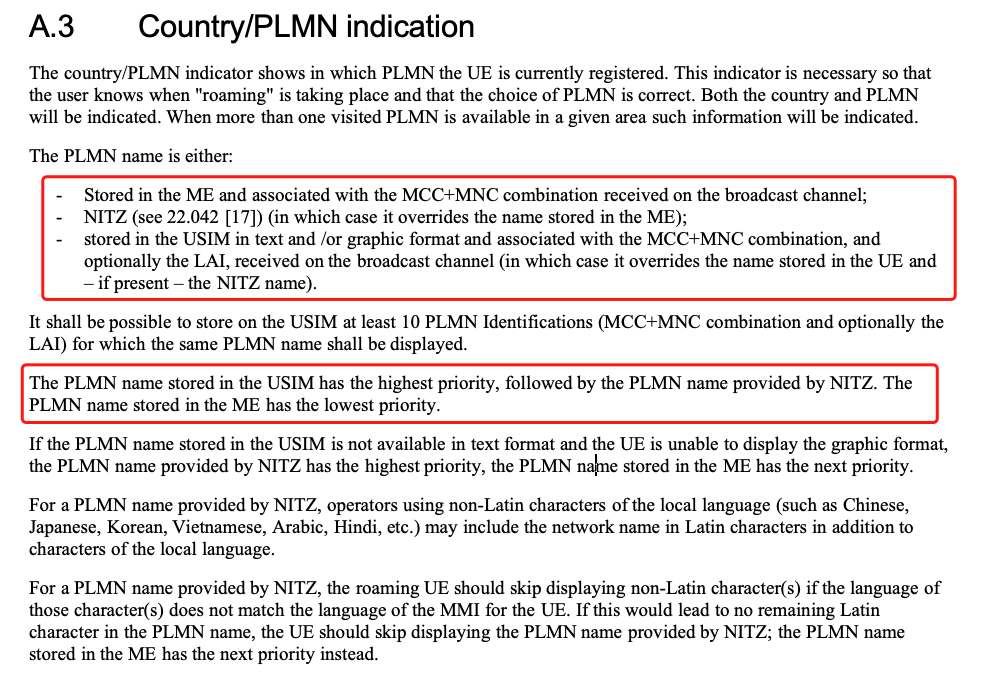 A.3 Country/PLMN indication
The country/PLMN indicator shows in which PLMN the UE is currently registered. This indicator is necessary so that
the user knows when "roaming" is taking place and that the choice of PLMN is correct. Both the country and PLMN
will be indicated. When more than one visited PLMN is available in a given area such information will be indicated.
The PLMN name is either:
- Stored in the ME and associated with the MCC+MNC combination received on the broadcast channel;
- NITZ (see 22.042 [17]) (in which case it overrides the name stored in the ME);
- stored in the USIM in text and /or graphic format and associated with the MCC+MNC combination, and
optionally the LAI, received on the broadcast channel (in which case it overrides the name stored in the UE and
– if present – the NITZ name).
It shall be possible to store on the USIM at least 10 PLMN Identifications (MCC+MNC combination and optionally the
LAI) for which the same PLMN name shall be displayed.
The PLMN name stored in the USIM has the highest priority, followed by the PLMN name provided by NITZ. The
PLMN name stored in the ME has the lowest priority.
If the PLMN name stored in the USIM is not available in text format and the UE is unable to display the graphic format,
the PLMN name provided by NITZ has the highest priority, the PLMN name stored in the ME has the next priority.
For a PLMN name provided by NITZ, operators using non-Latin characters of the local language (such as Chinese,
Japanese, Korean, Vietnamese, Arabic, Hindi, etc.) may include the network name in Latin characters in addition to
characters of the local language.
For a PLMN name provided by NITZ, the roaming UE should skip displaying non-Latin character(s) if the language of
those character(s) does not match the language of the MMI for the UE. If this would lead to no remaining Latin
character in the PLMN name, the UE should skip displaying the PLMN name provided by NITZ; the PLMN name
stored in the ME has the next priority instead.